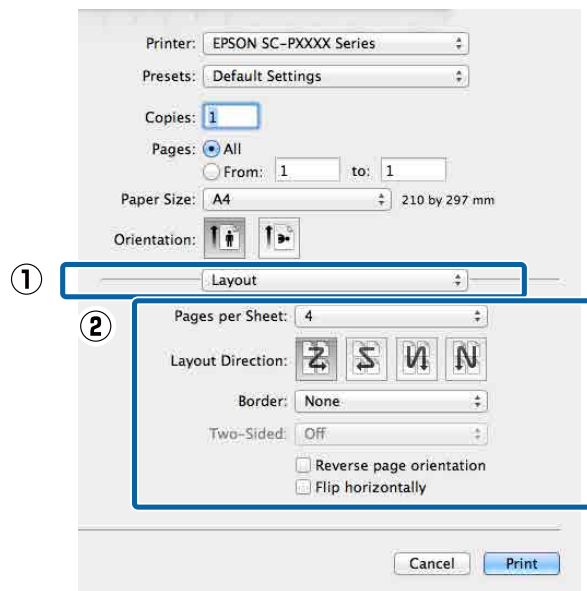 Printer: EPSON SC-PXXXX Series
Presets: Default Settings
Copies: 1
Pages: All
From: 1 to: 1
Paper Size: A4 210 by 297 mm
Orientation:
① Layout
②
Pages per Sheet: 4
Layout Direction:
Border: None
Two-Sided: Off
Reverse page orientation
Flip horizontally
Cancel Print